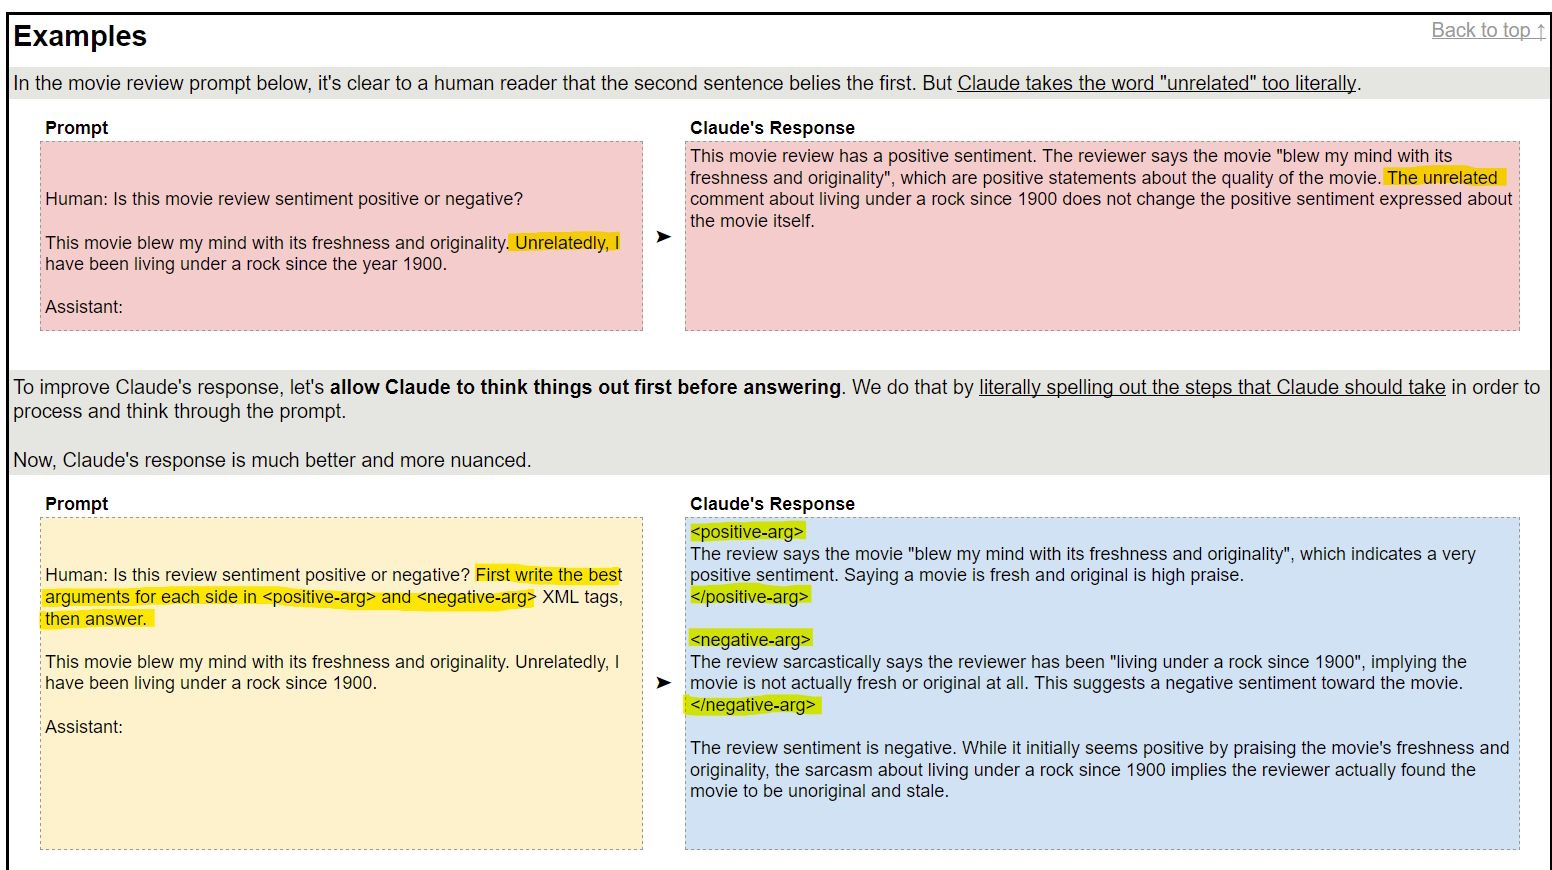 Examples
Back to top ↑
In the movie review prompt below, it's clear to a human reader that the second sentence belies the first. But Claude takes the word "unrelated" too literally.
Prompt
Human: Is this movie review sentiment positive or negative?
This movie blew my mind with its freshness and originality. Unrelatedly, I
have been living under a rock since the year 1900.
Assistant:
➤
Claude's Response
This movie review has a positive sentiment. The reviewer says the movie "blew my mind with its
freshness and originality", which are positive statements about the quality of the movie. The unrelated
comment about living under a rock since 1900 does not change the positive sentiment expressed about
the movie itself.
To improve Claude's response, let's allow Claude to think things out first before answering. We do that by literally spelling out the steps that Claude should take in order to
process and think through the prompt.
Now, Claude's response is much better and more nuanced.
Prompt
Human: Is this review sentiment positive or negative? First write the best
arguments for each side in <positive-arg> and <negative-arg> XML tags,
then answer.
This movie blew my mind with its freshness and originality. Unrelatedly, I
have been living under a rock since 1900.
Assistant:
➤
Claude's Response
<positive-arg>
The review says the movie "blew my mind with its freshness and originality", which indicates a very
positive sentiment. Saying a movie is fresh and original is high praise.
</positive-arg>
<negative-arg>
The review sarcastically says the reviewer has been "living under a rock since 1900", implying the
movie is not actually fresh or original at all. This suggests a negative sentiment toward the movie.
</negative-arg>
The review sentiment is negative. While it initially seems positive by praising the movie's freshness and
originality, the sarcasm about living under a rock since 1900 implies the reviewer actually found the
movie to be unoriginal and stale.